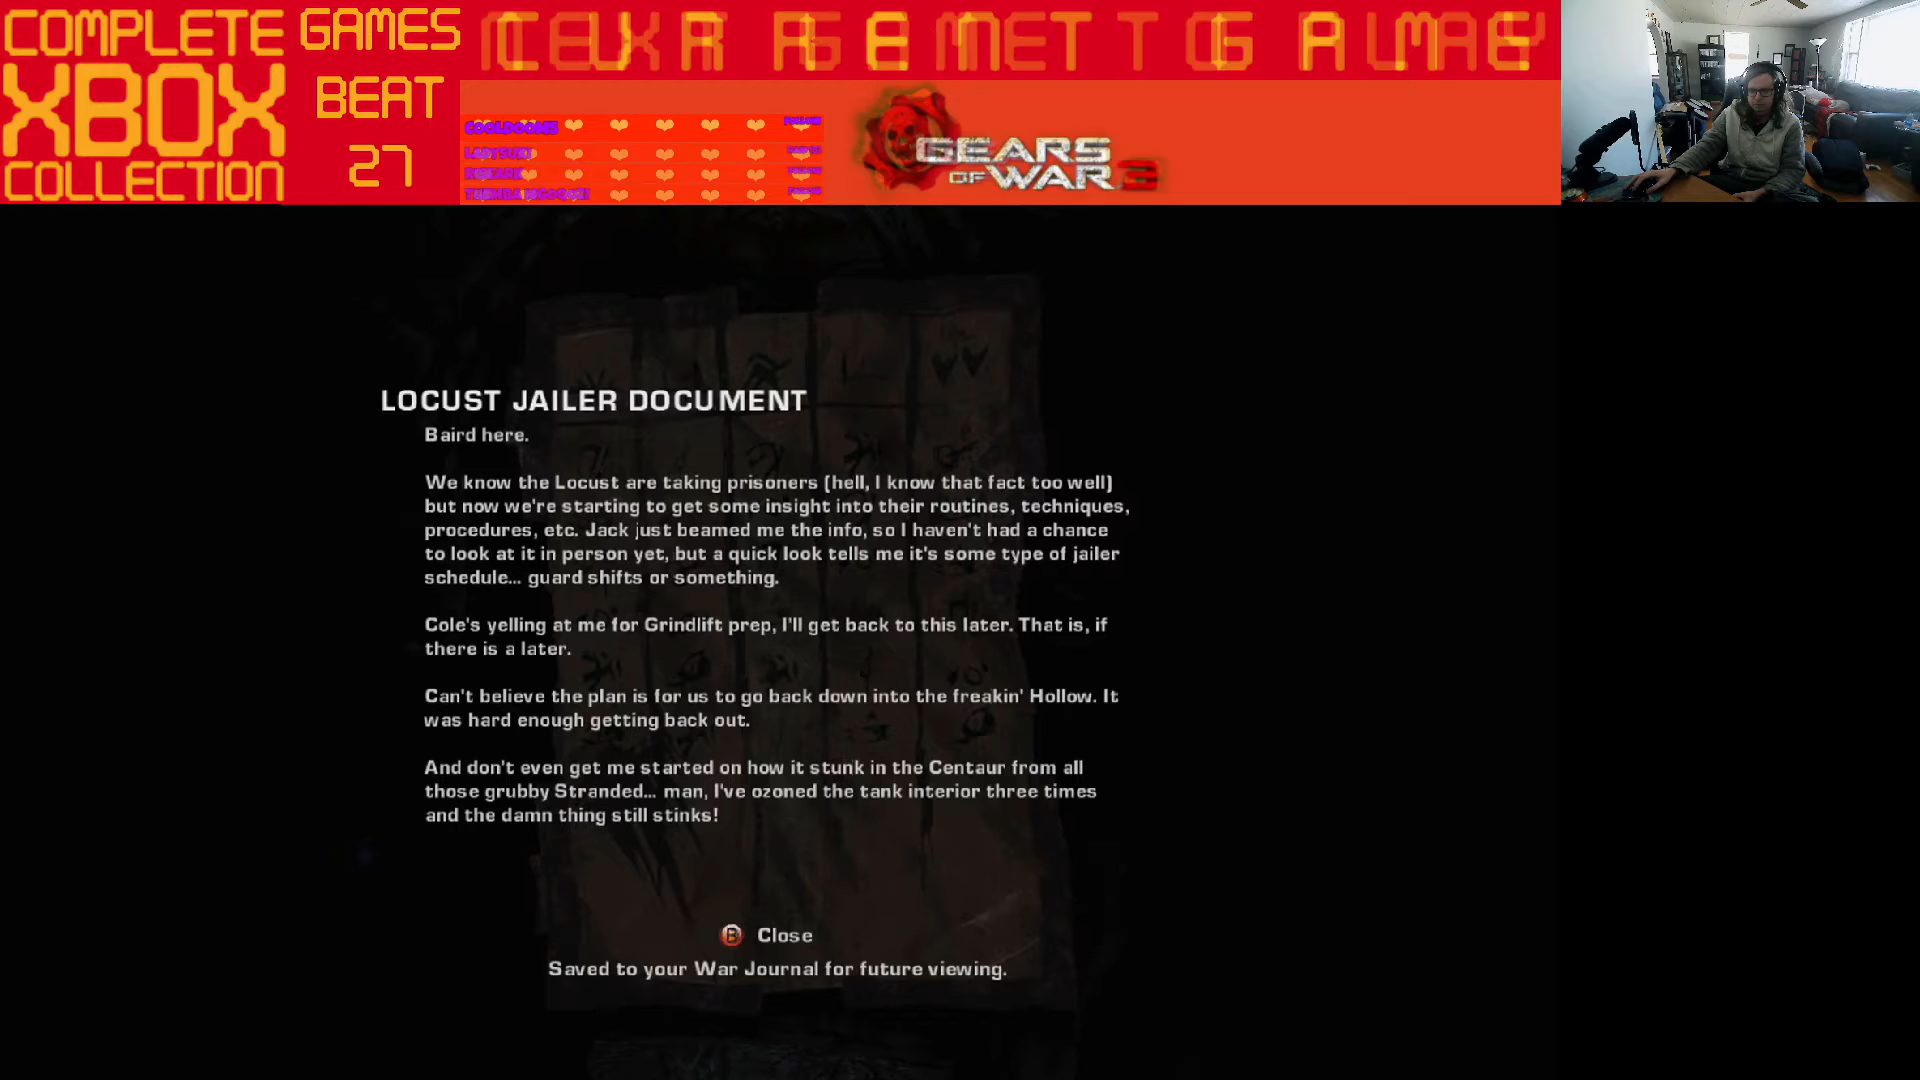 COMPLETE
XBOX
COLLECTION
GAMES
BEAT
27
COOLDOOM5
FOLLOW
LADYSUKI
FOLLOW
GEARS
OF WAR 3
LOCUST JAILER DOCUMENT
Baird here.
We know the Locust are taking prisoners (hell, I know that fact too well)
but now we're starting to get some insight into their routines, techniques,
procedures, etc. Jack just beamed me the info, so I haven't had a chance
to look at it in person yet, but a quick look tells me it's some type of jailer
schedule... guard shifts or something.
Cole's yelling at me for Grindlift prep, I'll get back to this later. That is, if
there is a later.
Can't believe the plan is for us to go back down into the freakin' Hollow. It
was hard enough getting back out.
And don't even get me started on how it stunk in the Centaur from all
those grubby Stranded... man, I've ozoned the tank interior three times
and the damn thing still stinks!
B Close
Saved to your War Journal for future viewing.